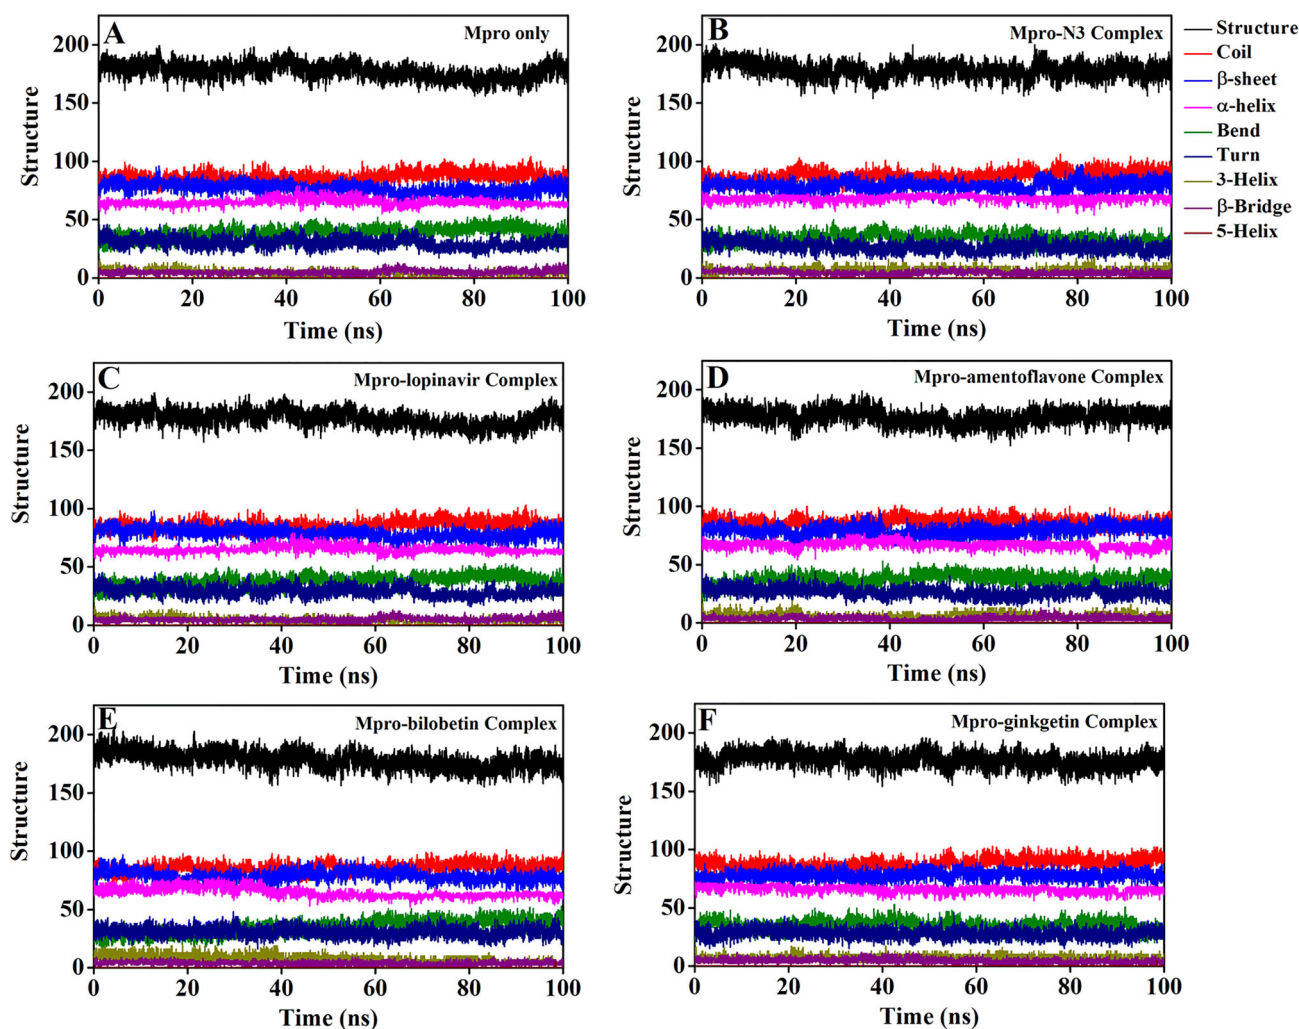 A
Mpro only
Structure
200
150
100
50
0
0 20 40 60 80 100
Time (ns)
B
Mpro-N3 Complex
Structure
200
150
100
50
0
0 20 40 60 80 100
Time (ns)
Structure
Coil
β-sheet
α-helix
Bend
Turn
3-Helix
β-Bridge
5-Helix
C
Mpro-lopinavir Complex
Structure
200
150
100
50
0
0 20 40 60 80 100
Time (ns)
D
Mpro-amentoflavone Complex
Structure
200
150
100
50
0
0 20 40 60 80 100
Time (ns)
E
Mpro-bilobetin Complex
Structure
200
150
100
50
0
0 20 40 60 80 100
Time (ns)
F
Mpro-ginkgetin Complex
Structure
200
150
100
50
0
0 20 40 60 80 100
Time (ns)